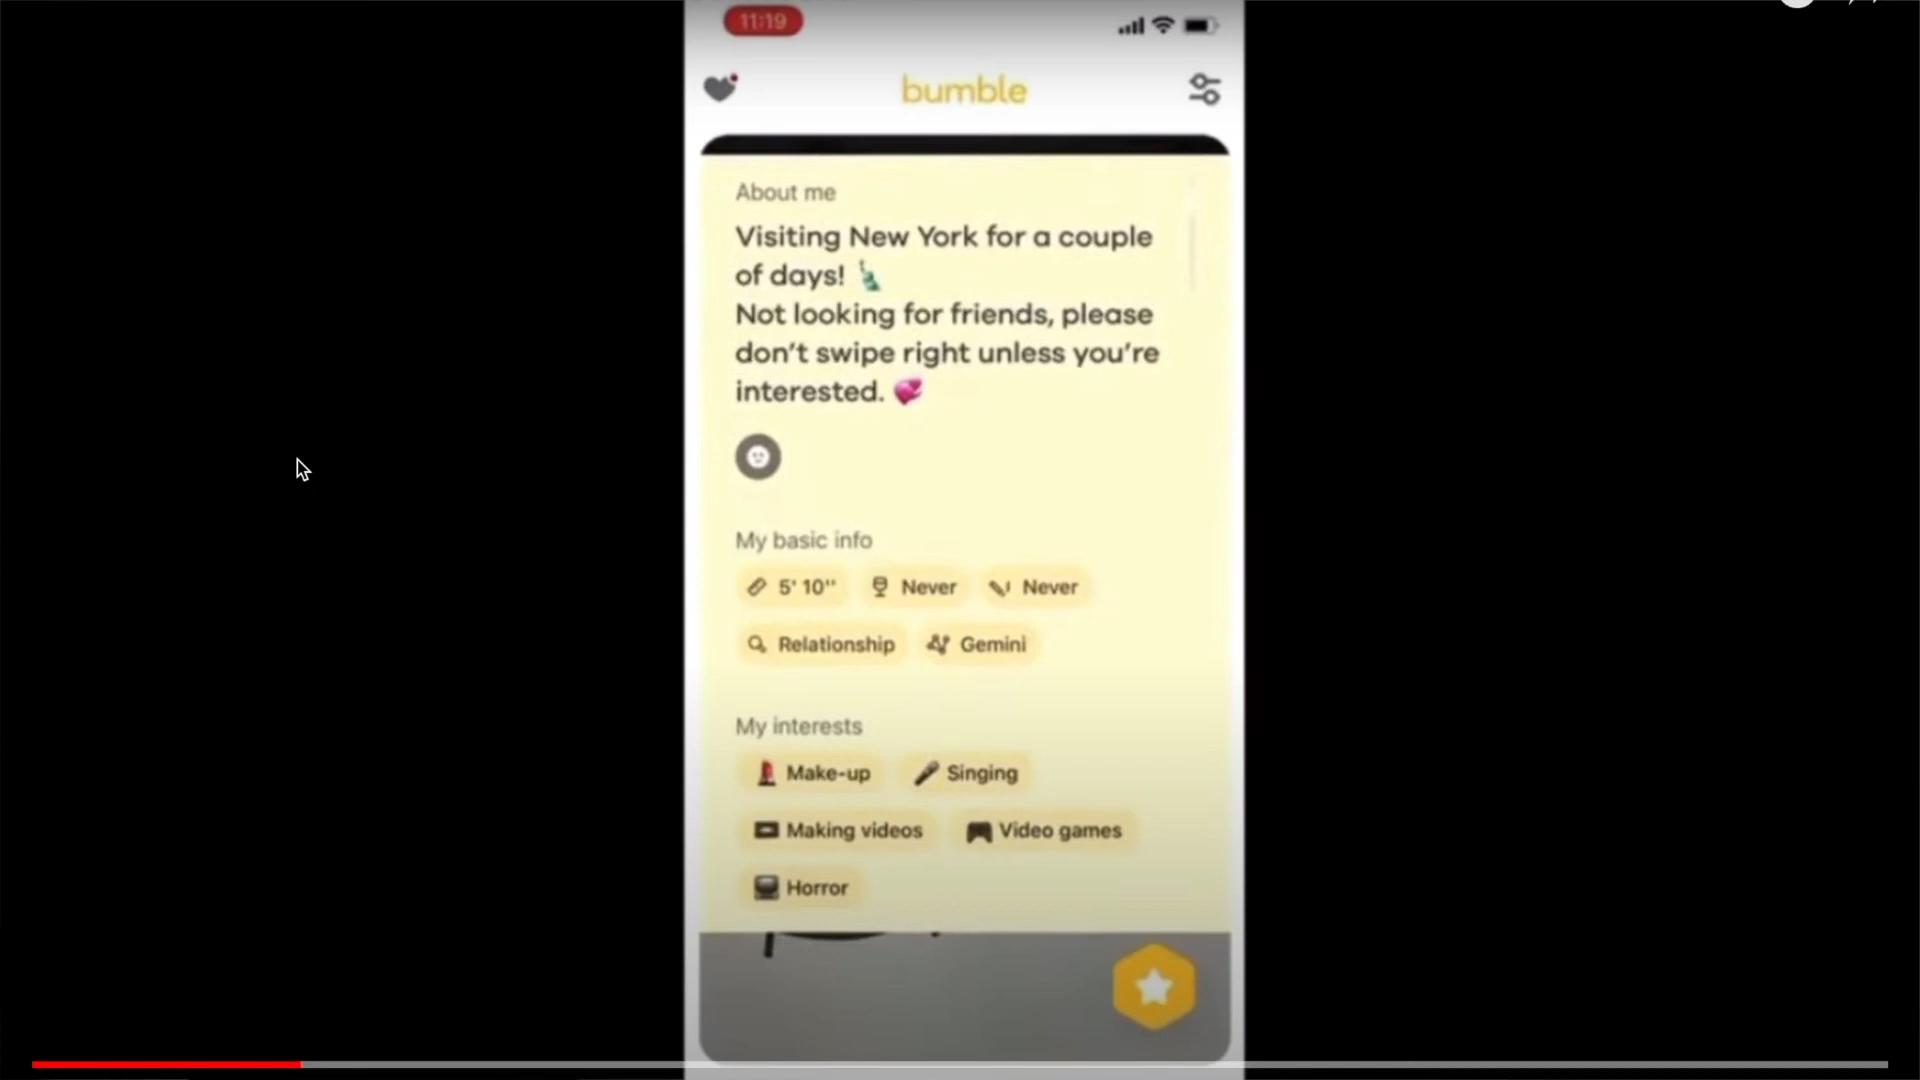 11:19
bumble
About me
Visiting New York for a couple
of days! 🗽
Not looking for friends, please
don't swipe right unless you're
interested. 💞
My basic info
5' 10" Never Never
Relationship Gemini
My interests
💄 Make-up 🎤 Singing
📼 Making videos 🎮 Video games
Horror